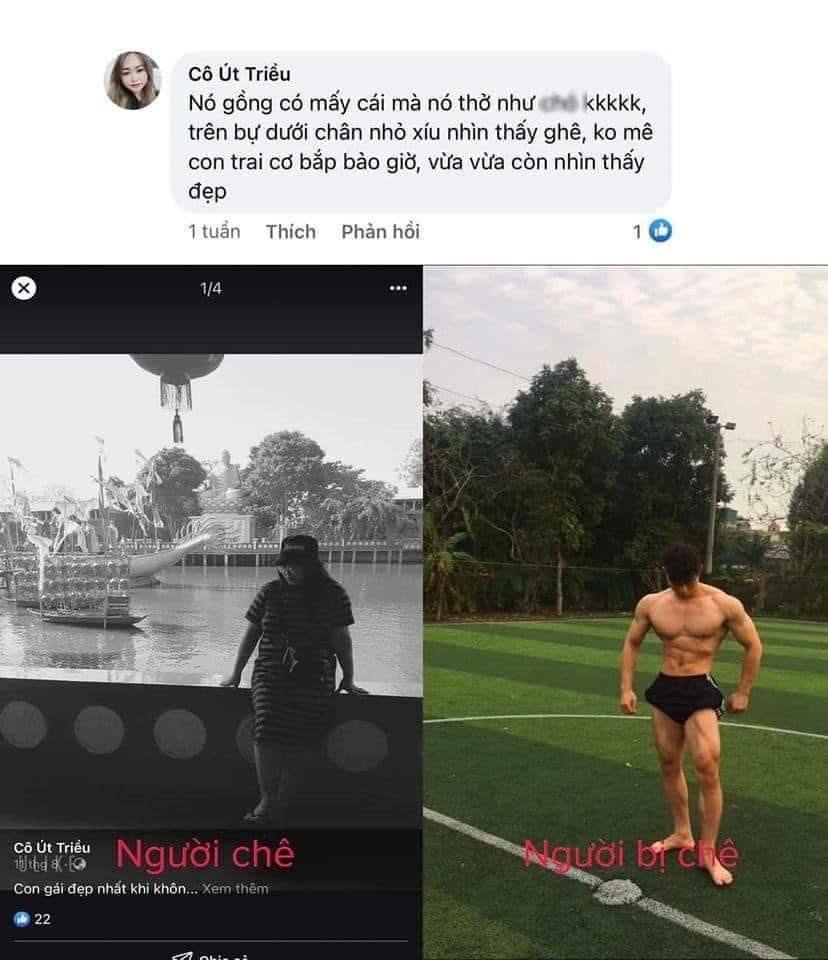 Cô Út Triều
Nó gồng có mấy cái mà nó thở như kkkkk,
trên bự dưới chân nhỏ xíu nhìn thấy ghê, ko mê
con trai cơ bắp bào giờ, vừa vừa còn nhìn thấy
đẹp
1 tuần Thích Phản hồi 1
1/4
Cô Út Triều
Người chê
Con gái đẹp nhất khi khôn... Xem thêm
22
Người bị chê